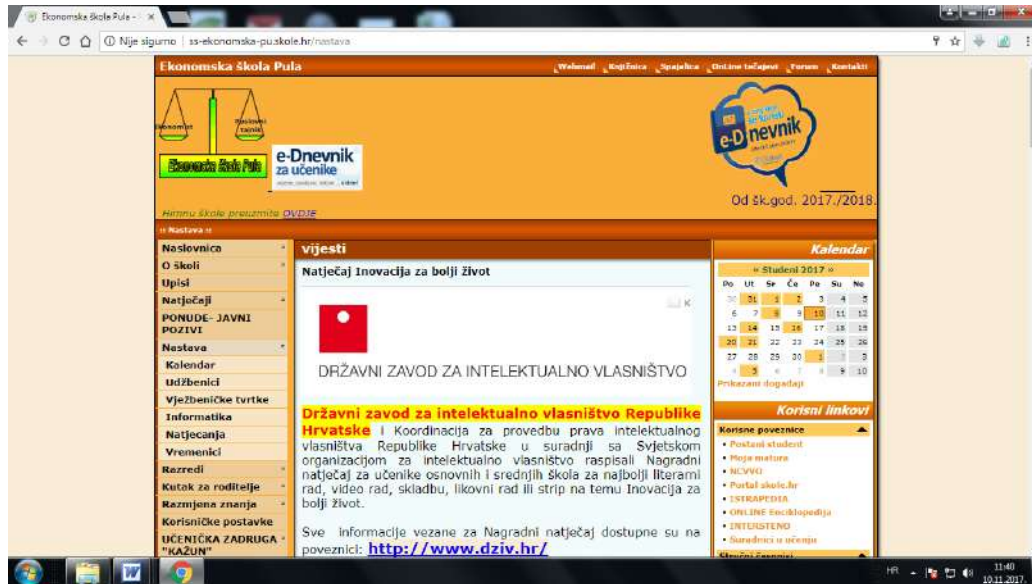 Ekonomska škola Pula -
Nije sigurno | ss-ekonomska-pu.skole.hr/nastava
Ekonomska škola Pula
Webmail Knjižnica Spajalica OnLine tečajevi Forum Kontakti
Ekonomska škola Pula
e-Dnevnik
za učenike
e-Dnevnik
Od šk.god. 2017./2018.
Himnu škole preuzmite OVDJE
:: Nastava ::
Naslovnica
O školi
Upisi
Natječaji
PONUDE- JAVNI
POZIVI
Nastava
Kalendar
Udžbenici
Vježbeničke tvrtke
Informatika
Natjecanja
Vremenici
Razredi
Kutak za roditelje
Razmjena znanja
Korisničke postavke
UČENIČKA ZADRUGA
"KAŽUN"
vijesti
Natječaj Inovacija za bolji život
DRŽAVNI ZAVOD ZA INTELEKTUALNO VLASNIŠTVO
Državni zavod za intelektualno vlasništvo Republike
Hrvatske i Koordinacija za provedbu prava intelektualnog
vlasništva Republike Hrvatske u suradnji sa Svjetskom
organizacijom za intelektualno vlasništvo raspisali Nagradni
natječaj za učenike osnovnih i srednjih škola za najbolji literarni
rad, video rad, skladbu, likovni rad ili strip na temu Inovacija za
bolji život.
Sve informacije vezane za Nagradni natječaj dostupne su na
poveznici: http://www.dziv.hr/
Kalendar
« Studeni 2017 »
Po Ut Sr Če Pe Su Ne
30 31 1 2 3 4 5
6 7 8 9 10 11 12
13 14 15 16 17 18 19
20 21 22 23 24 25 26
27 28 29 30 1 2 3
4 5 6 7 8 9 10
Prikazani događaji
Korisni linkovi
Korisne poveznice
Postani student
Moja matura
NCVVO
Portal skole.hr
ISTRAPEDIA
ONLINE Enciklopedija
INTERSTENO
Suradnici u učenju
Stručni časopisi
HR
11:40
10.11.2017.